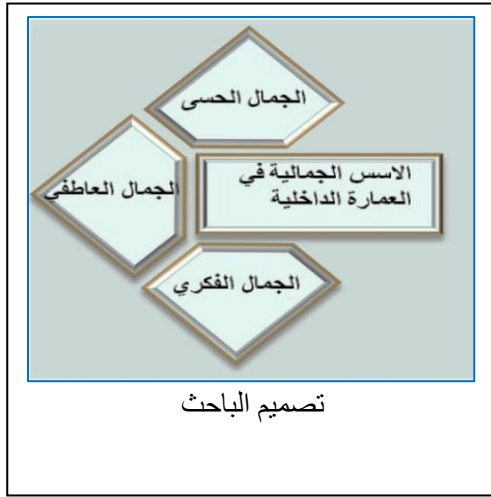 الجمال الحسى
الاسس الجمالية في
العمارة الداخلية
الجمال العاطفي
الجمال الفكري
تصميم الباحث